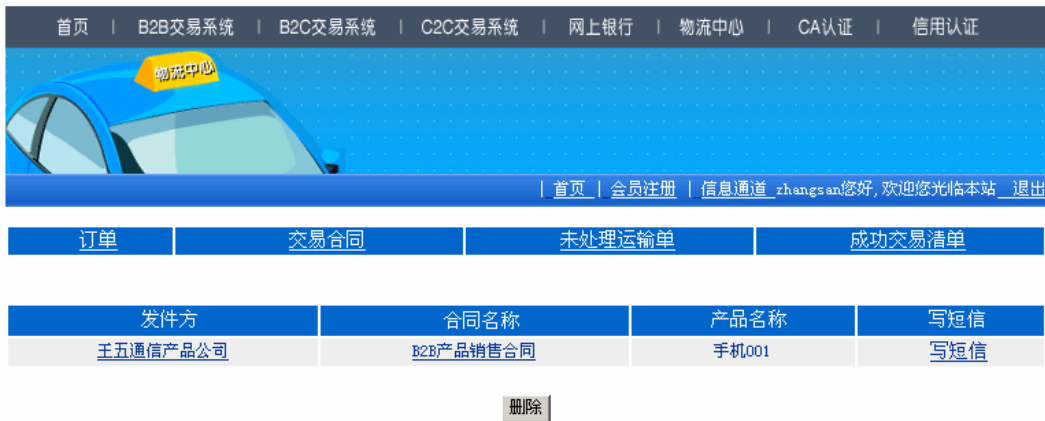 首页 | B2B交易系统 | B2C交易系统 | C2C交易系统 | 网上银行 | 物流中心 | CA认证 | 信用认证
物流中心
| 首页 | 会员注册 | 信息通道 zhangsan您好,欢迎您光临本站 退出
订单 交易合同 未处理运输单 成功交易清单
发件方 合同名称 产品名称 写短信
王五通信产品公司 B2B产品销售合同 手机001 写短信
删除